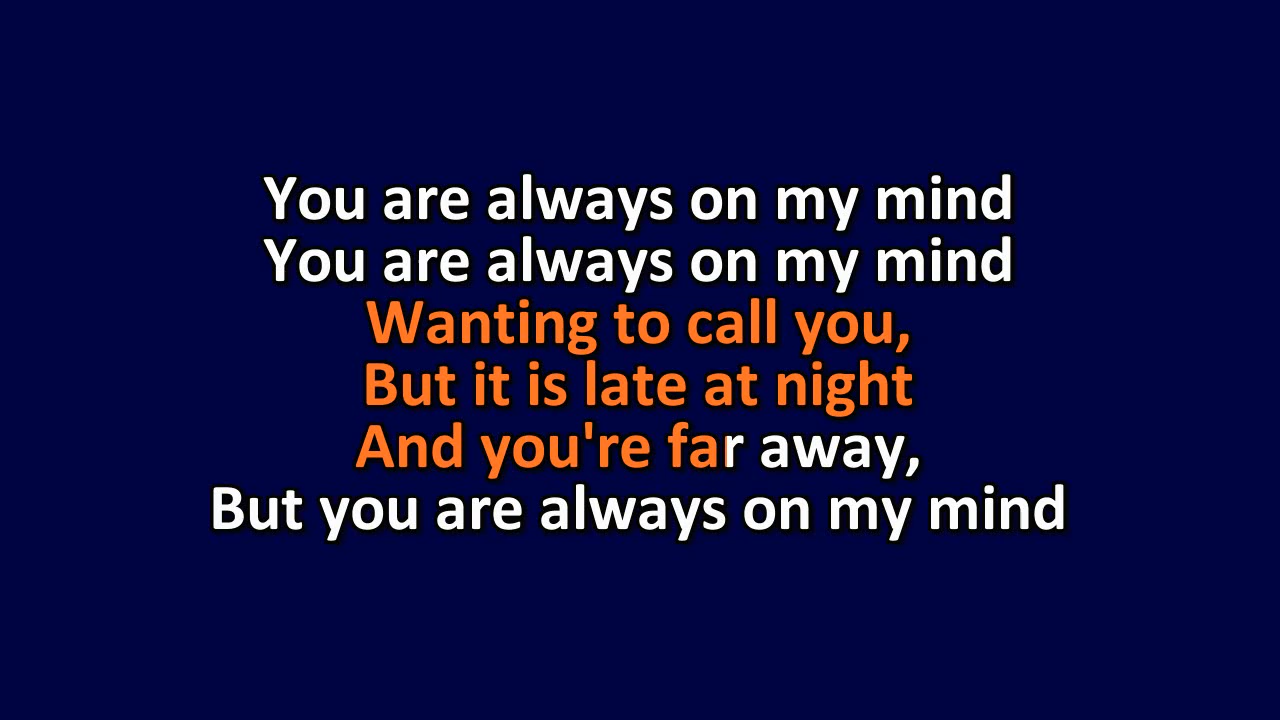 You are always on my mind
You are always on my mind
Wanting to call you,
But it is late at night
And you're far away,
But you are always on my mind